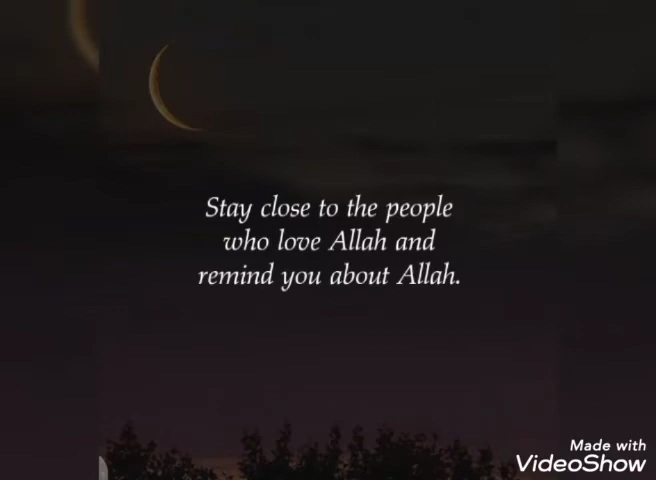 Stay close to the people
who love Allah and
remind you about Allah.
Made with
VideoShow